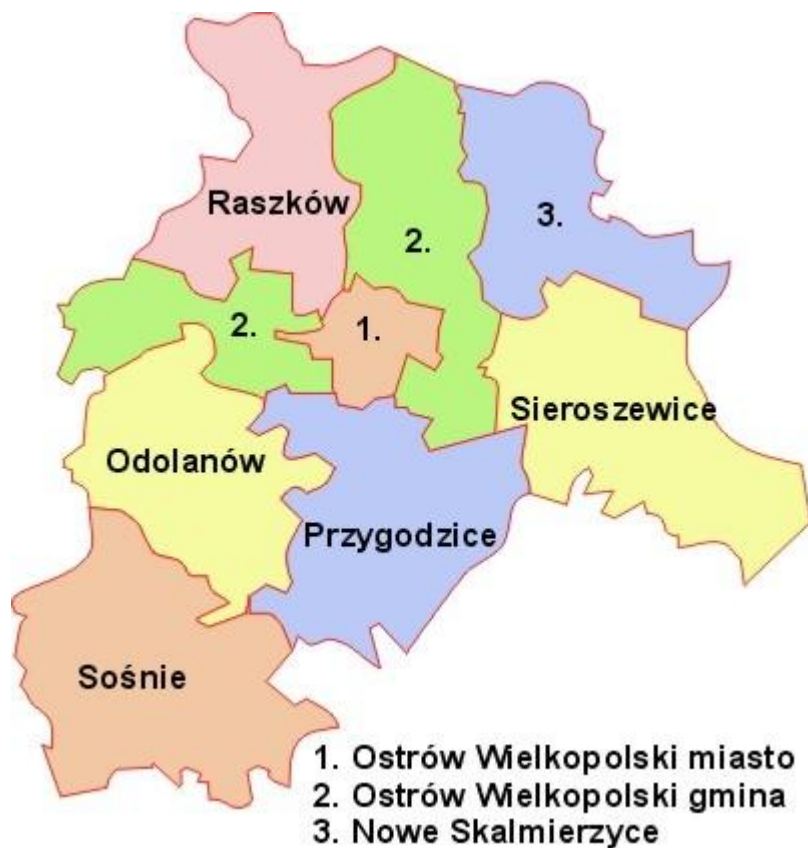 Raszków
2.
3.
2.
1.
Sieroszewice
Odolanów
Przygodzice
Sośnie
1. Ostrów Wielkopolski miasto
2. Ostrów Wielkopolski gmina
3. Nowe Skalmierzyce